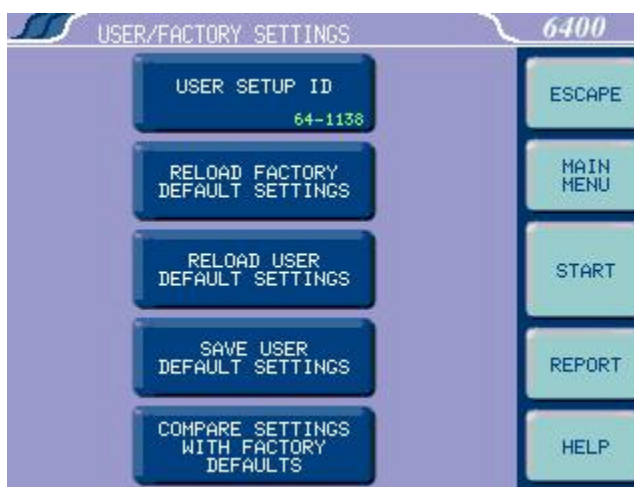 USER/FACTORY SETTINGS
6400
USER SETUP ID
64-1138
RELOAD FACTORY
DEFAULT SETTINGS
RELOAD USER
DEFAULT SETTINGS
SAVE USER
DEFAULT SETTINGS
COMPARE SETTINGS
WITH FACTORY
DEFAULTS
ESCAPE
MAIN
MENU
START
REPORT
HELP